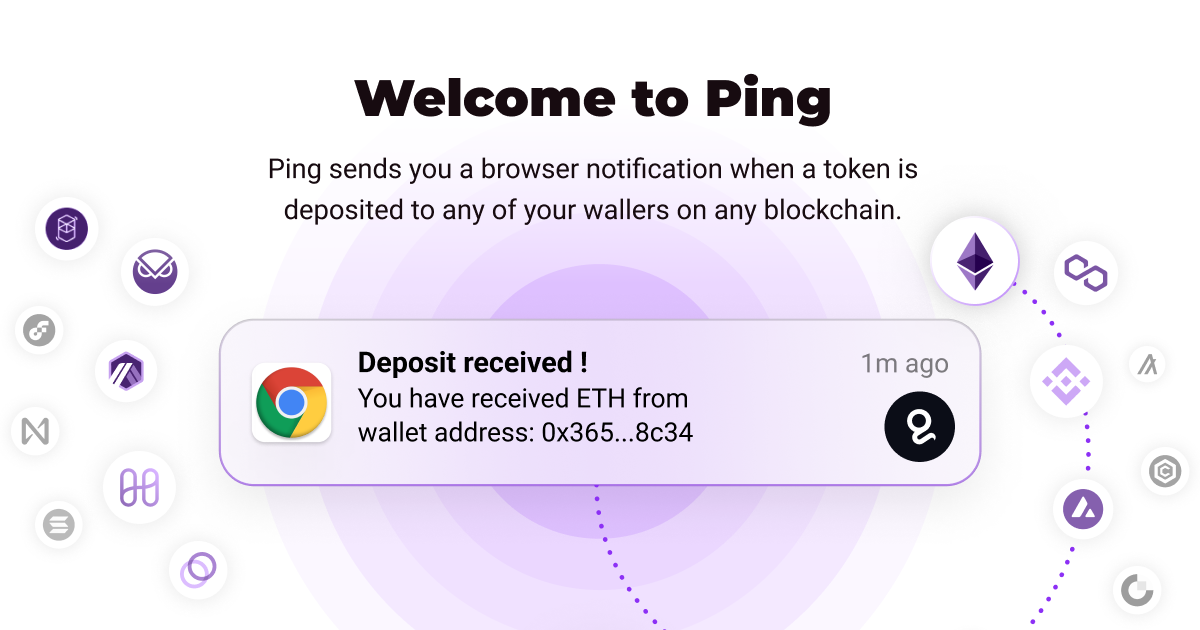 Welcome to Ping
Ping sends you a browser notification when a token is
deposited to any of your wallers on any blockchain.
Deposit received !
1m ago
You have received ETH from
wallet address: 0x365...8c34